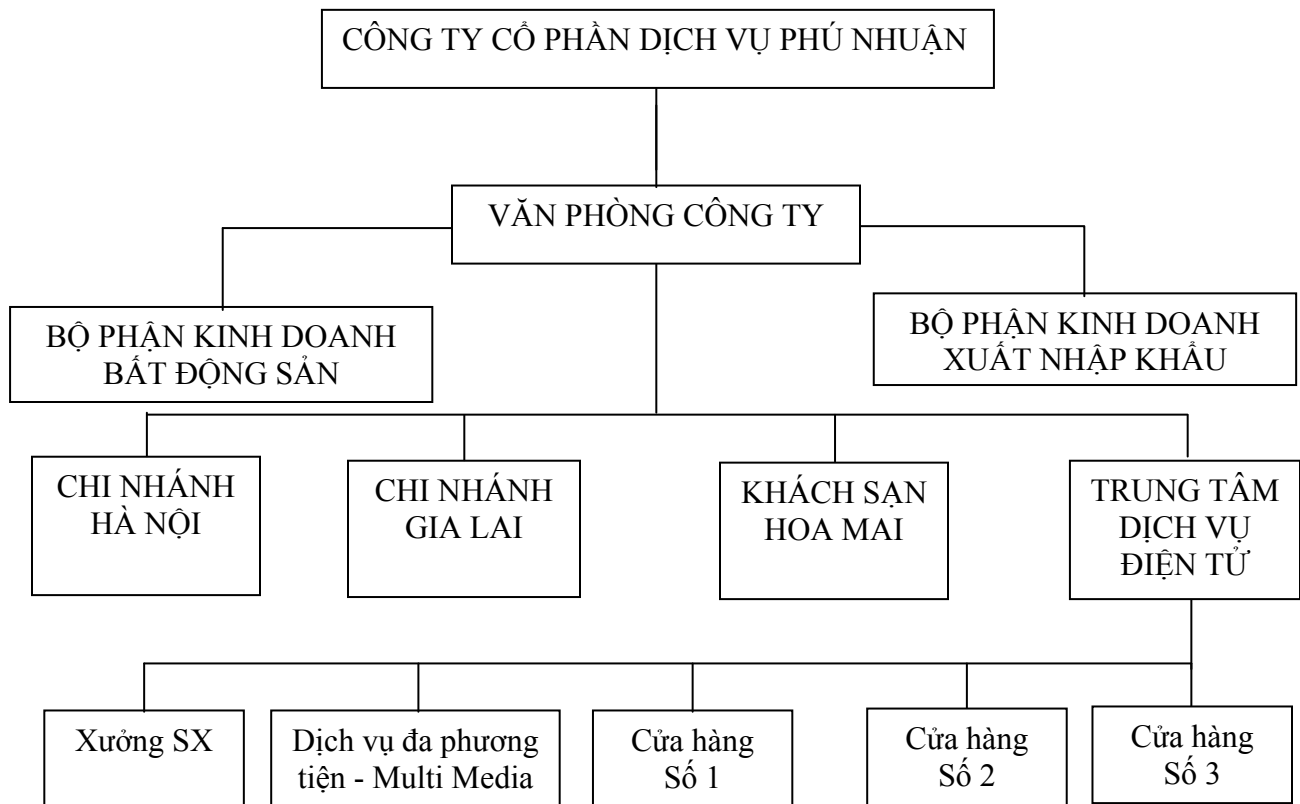 CÔNG TY CỔ PHẦN DỊCH VỤ PHÚ NHUẬN
VĂN PHÒNG CÔNG TY
BỘ PHẬN KINH DOANH
BẤT ĐỘNG SẢN
BỘ PHẬN KINH DOANH
XUẤT NHẬP KHẨU
CHI NHÁNH
HÀ NỘI
CHI NHÁNH
GIA LAI
KHÁCH SẠN
HOA MAI
TRUNG TÂM
DỊCH VỤ
ĐIỆN TỬ
Xưởng SX
Dịch vụ đa phương
tiện - Multi Media
Cửa hàng
Số 1
Cửa hàng
Số 2
Cửa hàng
Số 3